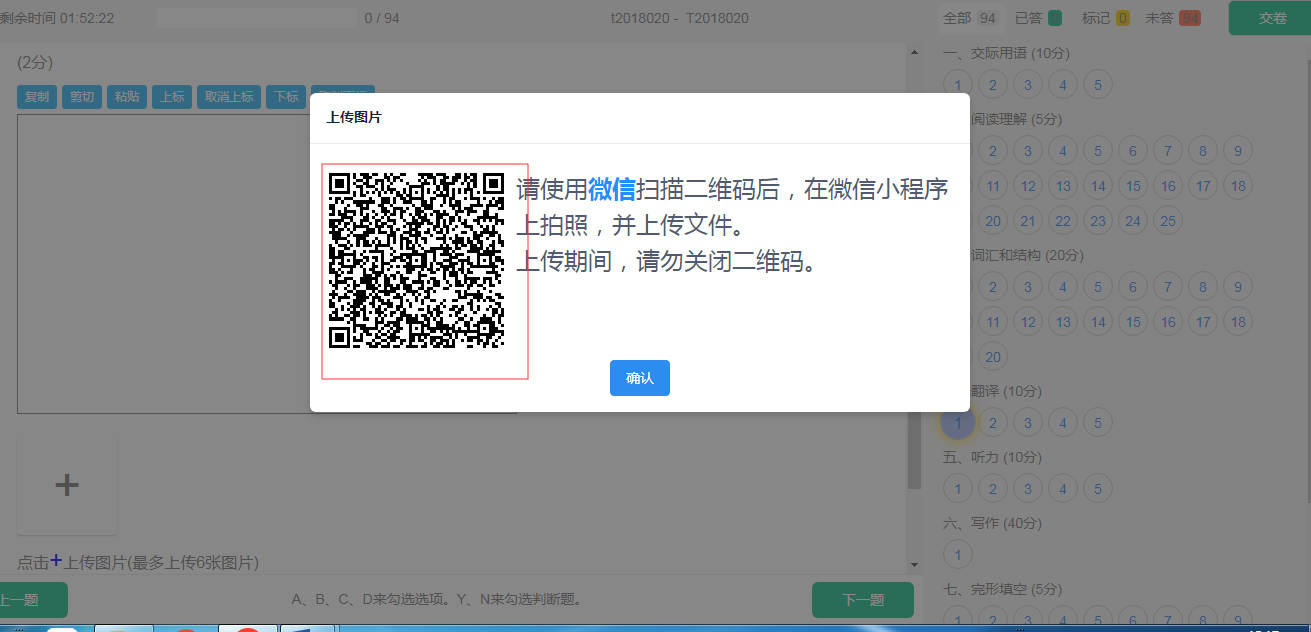 剩余时间 01:52:22
0 / 94
t2018020 - T2018020
全部 94 已答 0 标记 0 未答 94
交卷
(2分)
复制 剪切 粘贴 上标 取消上标 下标
上传图片
请使用微信扫描二维码后，在微信小程序
上拍照，并上传文件。
上传期间，请勿关闭二维码。
确认
+
点击+上传图片(最多上传6张图片)
上一题
A、B、C、D来勾选选项。Y、N来勾选判断题。
下一题
一、交际用语 (10分)
1 2 3 4 5
阅读理解 (5分)
2 3 4 5 6 7 8 9
11 12 13 14 15 16 17 18
20 21 22 23 24 25
词汇和结构 (20分)
2 3 4 5 6 7 8 9
11 12 13 14 15 16 17 18
20
翻译 (10分)
1 2 3 4 5
五、听力 (10分)
1 2 3 4 5
六、写作 (40分)
1
七、完形填空 (5分)
1 2 3 4 5 6 7 8 9